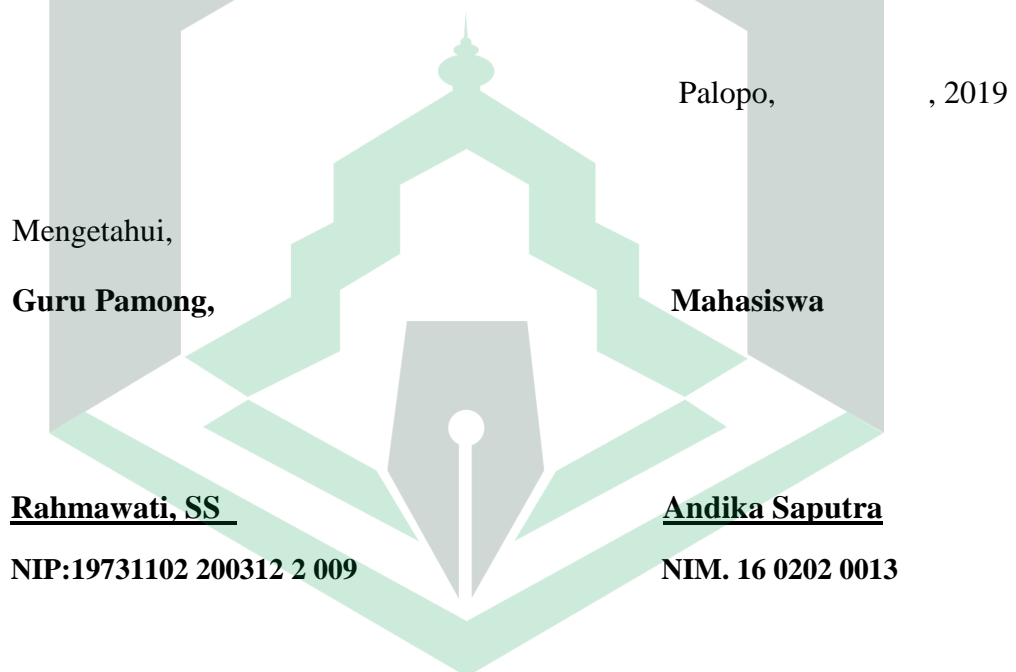 Palopo, , 2019
Mengetahui,
Guru Pamong, Mahasiswa
Rahmawati, SS Andika Saputra
NIP:19731102 200312 2 009 NIM. 16 0202 0013